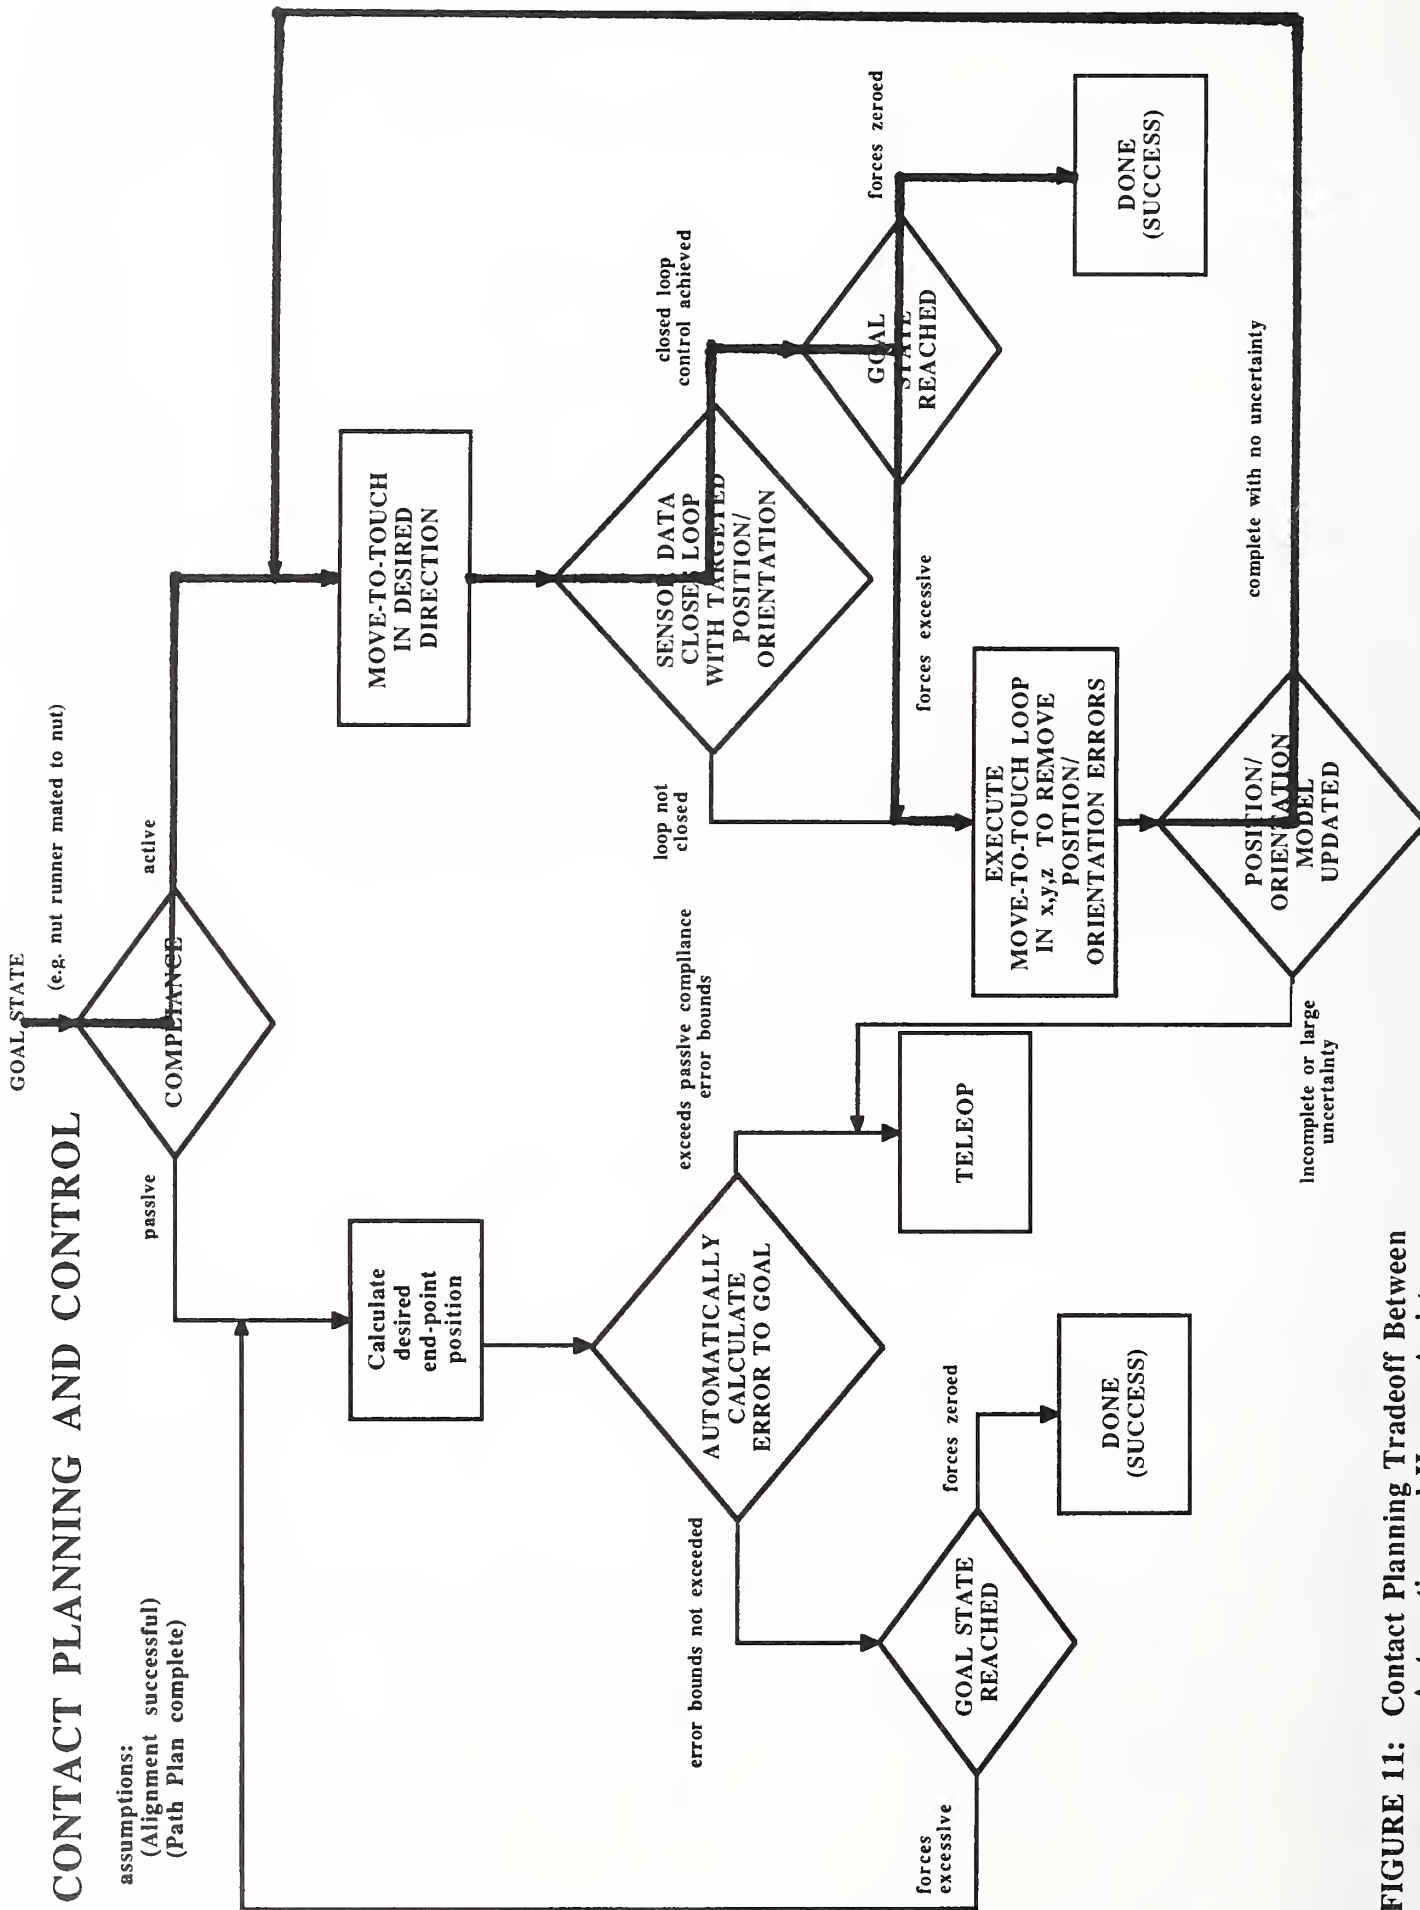 CONTACT PLANNING AND CONTROL
GOAL STATE
(e.g. nut runner mated to nut)
assumptions:
(Alignment successful)
(Path Plan complete)
COMPLIANCE
passive
active
Calculate
desired
end-point
position
MOVE-TO-TOUCH
IN DESIRED
DIRECTION
AUTOMATICALLY
CALCULATE
ERROR TO GOAL
error bounds not exceeded
exceeds passive compliance
error bounds
SENSOR DATA
CLOSE LOOP
WITH TARGETED
POSITION/
ORIENTATION
loop not
closed
closed loop
control achieved
GOAL STATE
REACHED
forces
excessive
forces zeroed
DONE
(SUCCESS)
TELEOP
GOAL
STATE
REACHED
forces excessive
forces zeroed
DONE
(SUCCESS)
EXECUTE
MOVE-TO-TOUCH LOOP
IN x,y,z TO REMOVE
POSITION/
ORIENTATION ERRORS
POSITION/
ORIENTATION
MODEL
UPDATED
Incomplete or large
uncertainty
complete with no uncertainty
FIGURE 11: Contact Planning Tradeoff Between